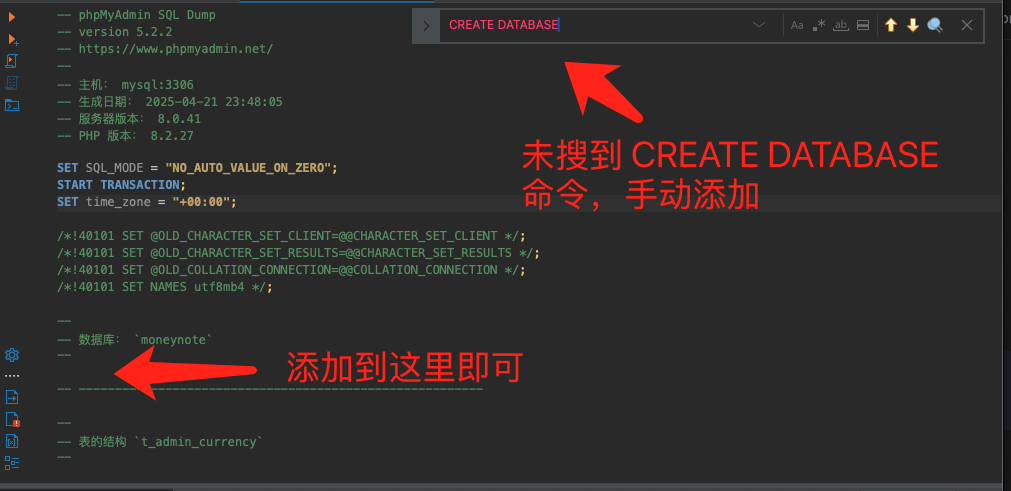 -- phpMyAdmin SQL Dump
-- version 5.2.2
-- https://www.phpmyadmin.net/
--
-- 主机： mysql:3306
-- 生成日期： 2025-04-21 23:48:05
-- 服务器版本： 8.0.41
-- PHP 版本： 8.2.27
CREATE DATABASE
Aa .* ab
未搜到 CREATE DATABASE
命令，手动添加
SET SQL_MODE = "NO_AUTO_VALUE_ON_ZERO";
START TRANSACTION;
SET time_zone = "+00:00";
/*!40101 SET @OLD_CHARACTER_SET_CLIENT=@@CHARACTER_SET_CLIENT */;
/*!40101 SET @OLD_CHARACTER_SET_RESULTS=@@CHARACTER_SET_RESULTS */;
/*!40101 SET @OLD_COLLATION_CONNECTION=@@COLLATION_CONNECTION */;
/*!40101 SET NAMES utf8mb4 */;
--
-- 数据库： `moneynote`
--
添加到这里即可
-- --------------------------------------------------------
--
-- 表的结构 `t_admin_currency`
--